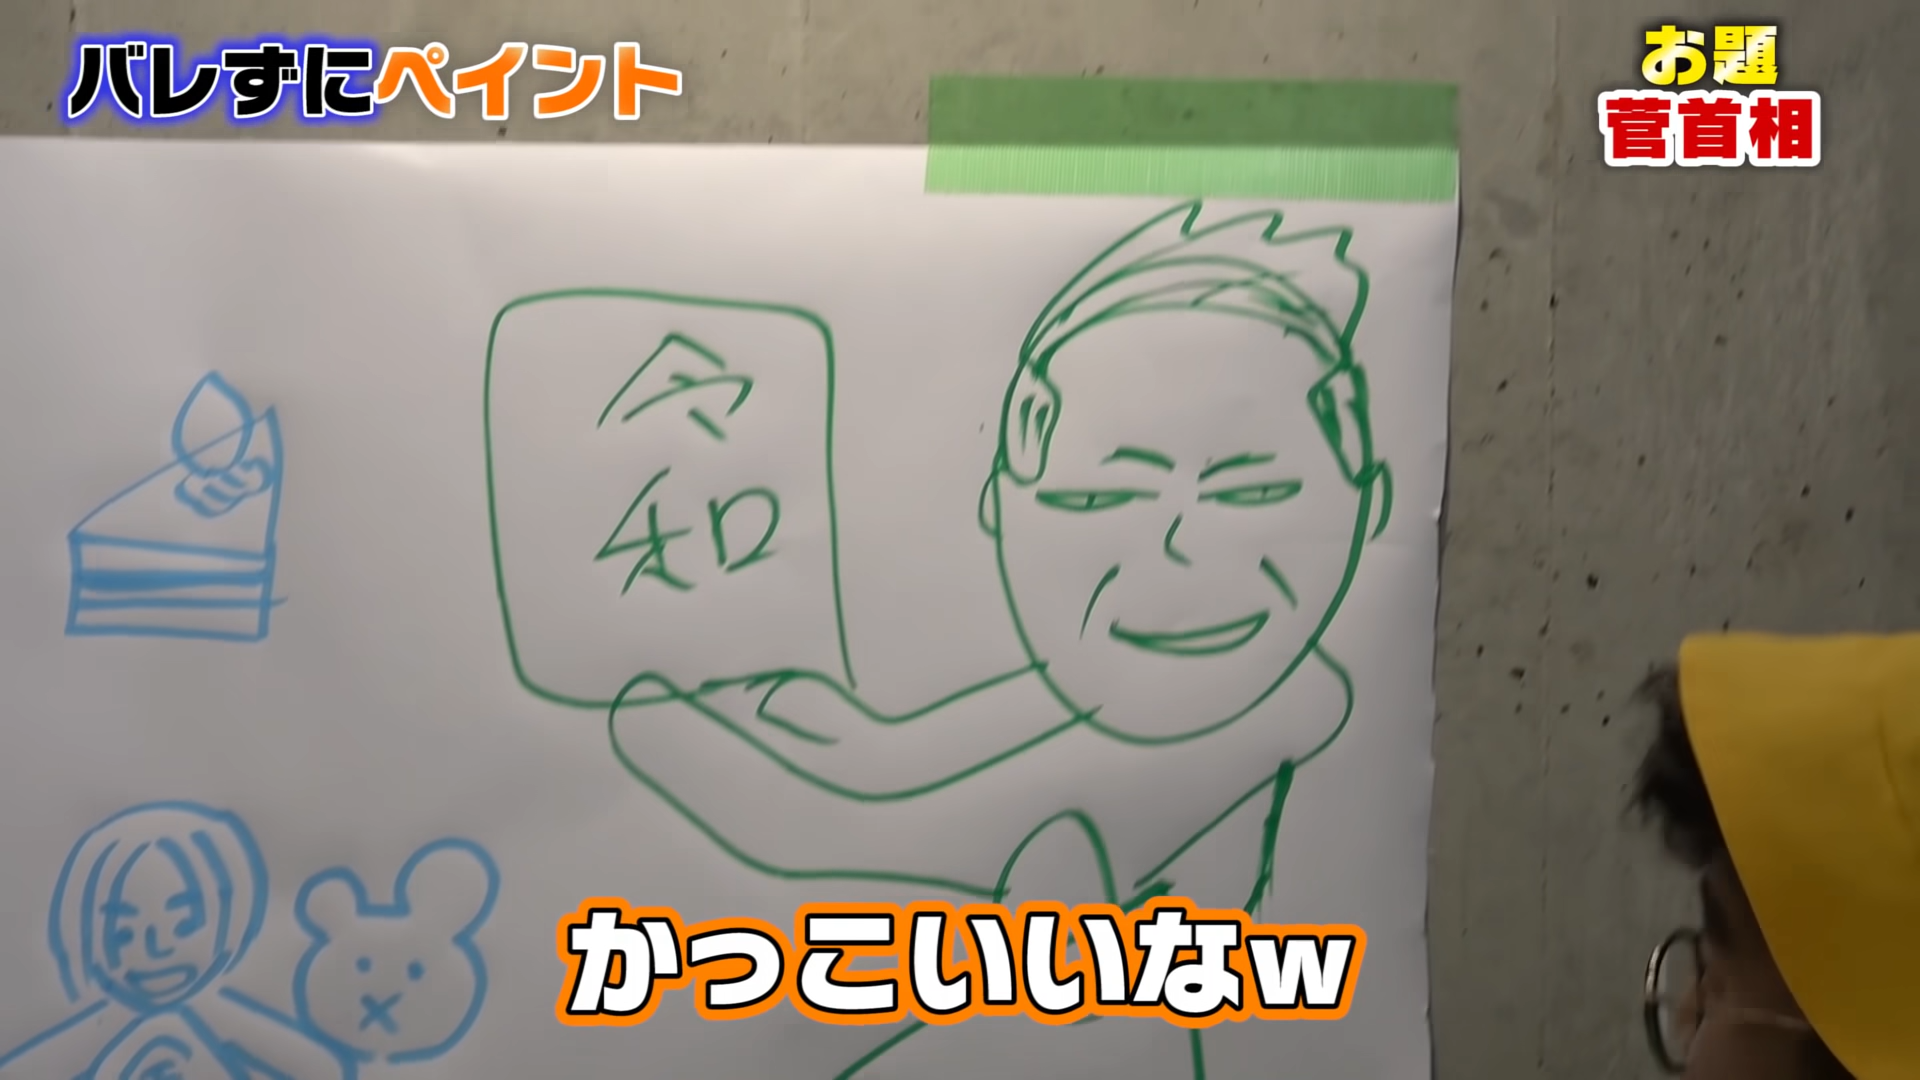 バレずにペイント
お題
菅首相
令
和
かっこいいなw